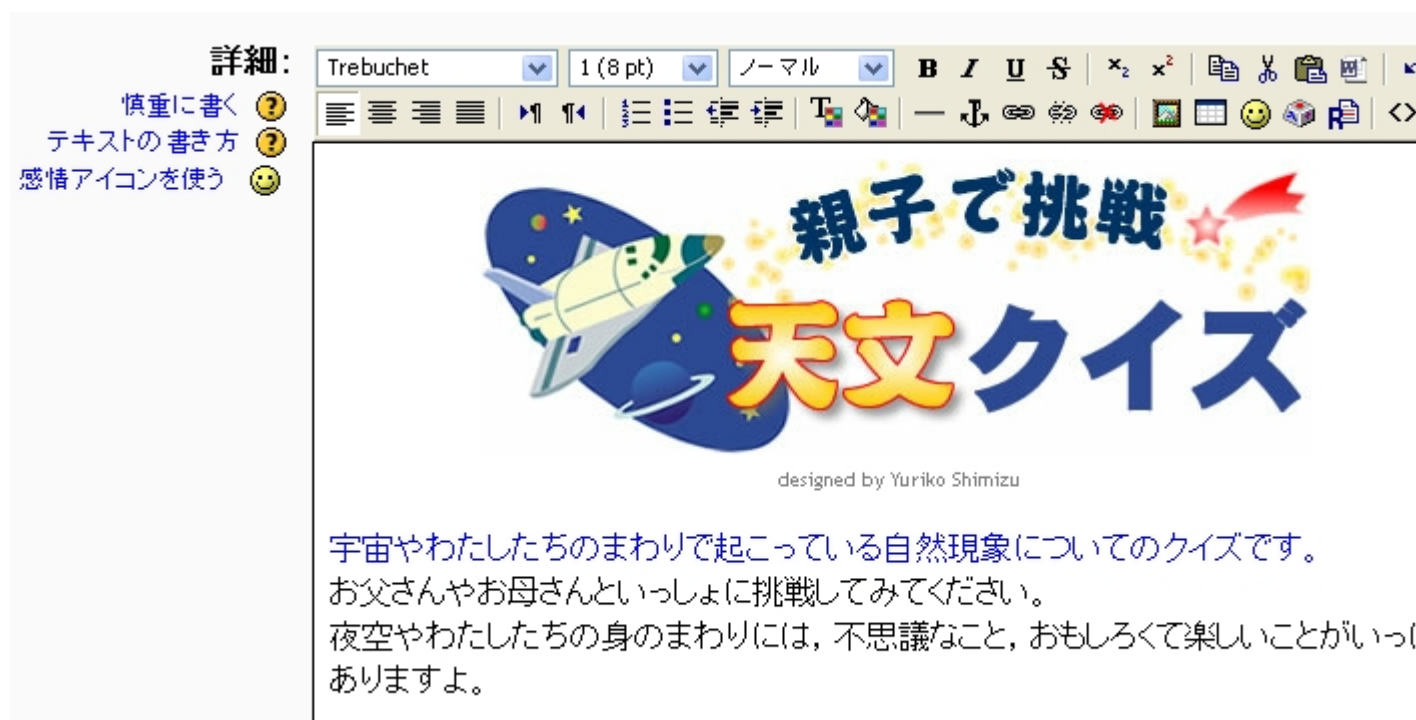 詳細:
慎重に書く
テキストの書き方
感情アイコンを使う
Trebuchet 1 (8 pt) ノーマル B I U S x₂ x²
親子で挑戦
天文クイズ
designed by Yuriko Shimizu
宇宙やわたしたちのまわりで起こっている自然現象についてのクイズです。
お父さんやお母さんといっしょに挑戦してみてください。
夜空やわたしたちの身のまわりには，不思議なこと，おもしろくて楽しいことがいっ
ありますよ。